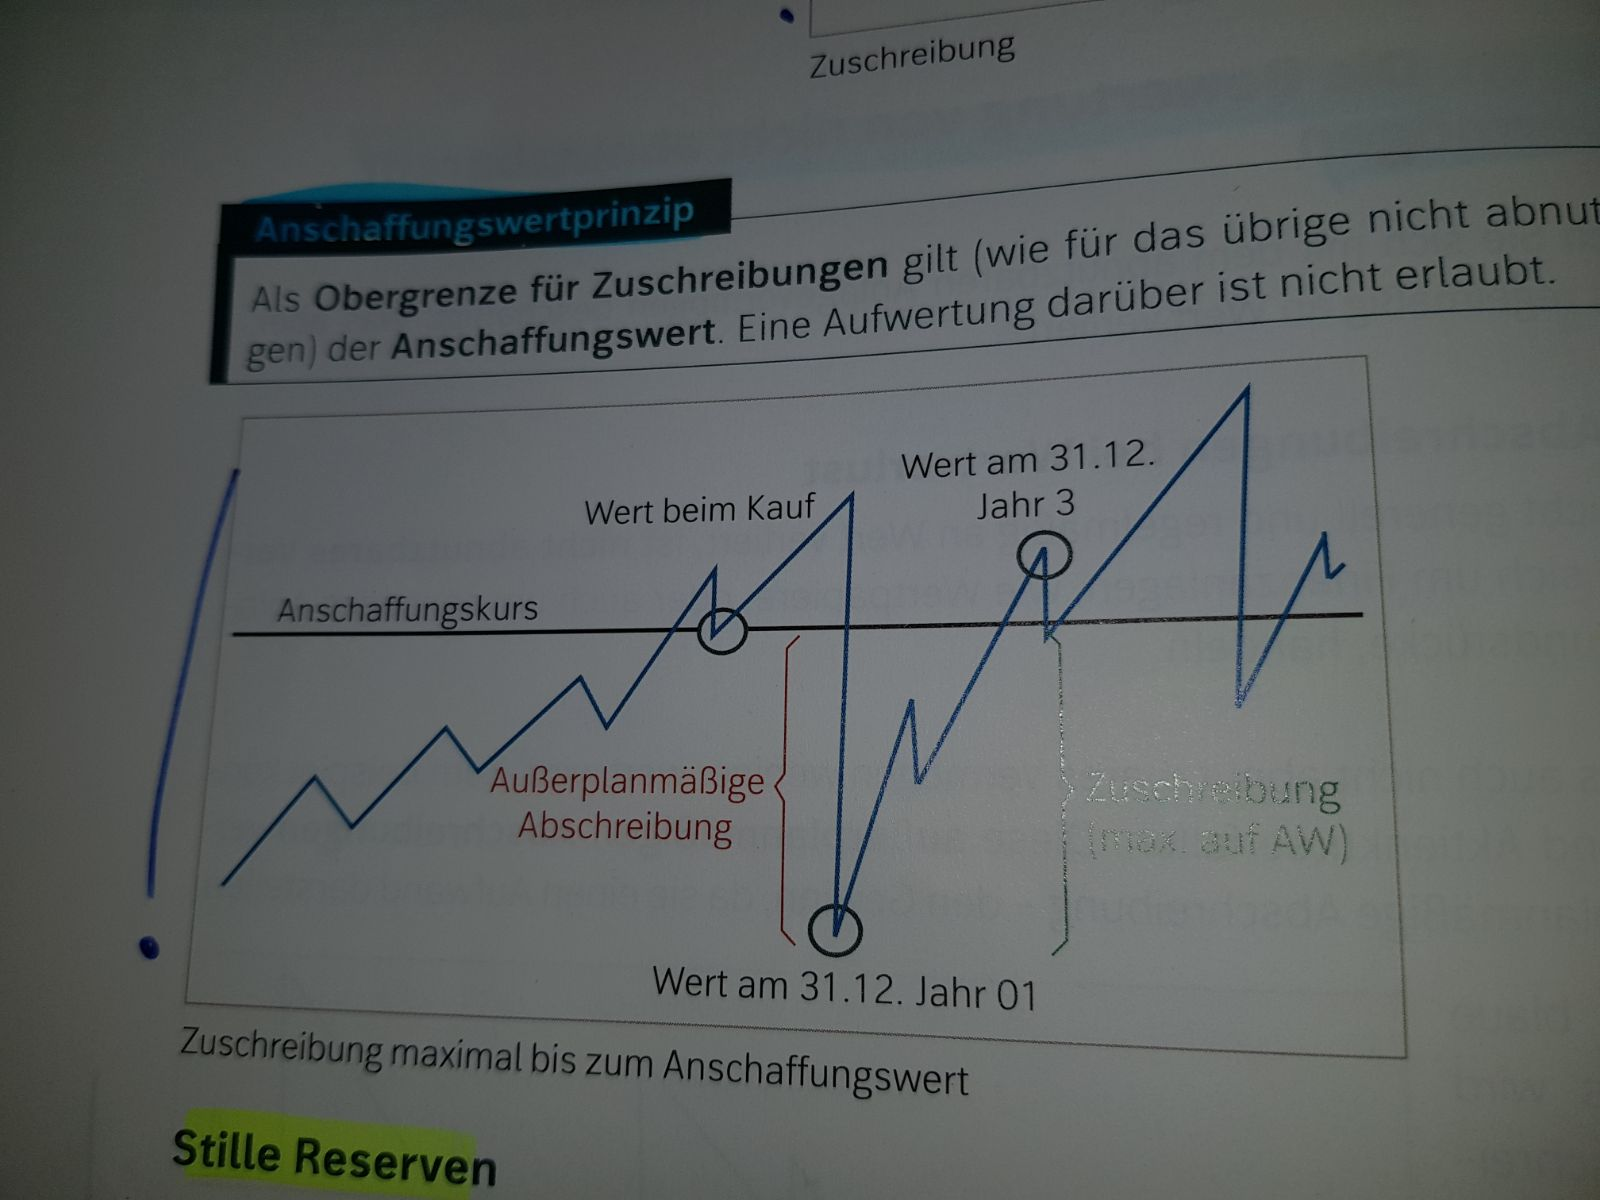 Zuschreibung
Anschaffungswertprinzip
Als Obergrenze für Zuschreibungen gilt (wie für das übrige nicht abnut
gen) der Anschaffungswert. Eine Aufwertung darüber ist nicht erlaubt.
Wert am 31.12.
Jahr 3
Wert beim Kauf
Anschaffungskurs
Außerplanmäßige
Abschreibung
Zuschreibung
(max. auf AW)
Wert am 31.12. Jahr 01
Zuschreibung maximal bis zum Anschaffungswert
Stille Reserven